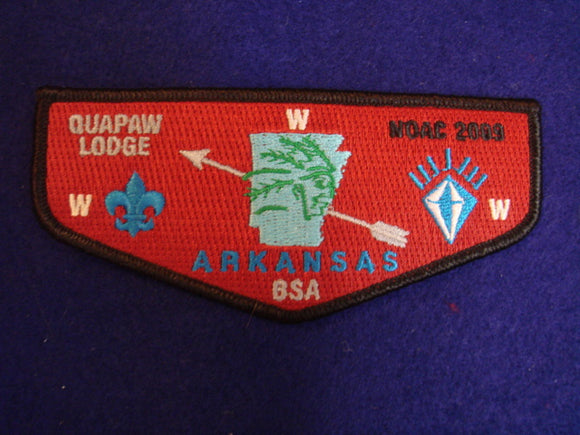 QUAPAW
LODGE
W
NOAC 2009
W
W
ARKANSAS
BSA